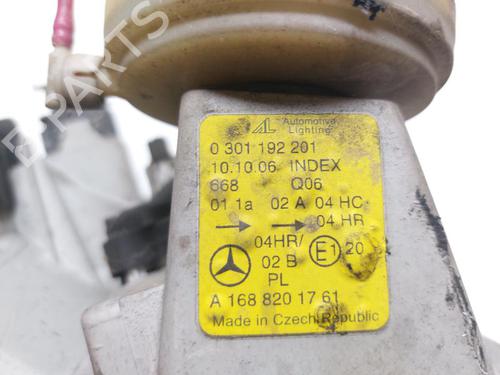 B-PARTS
Automotive
Lighting
0 301 192 201
10.10.06 INDEX
668 Q06
01 1a 02 A 04 HC
04 HR
04HR/
02 B E1 20
PL
A 168 820 17 61
Made in Czech Republic